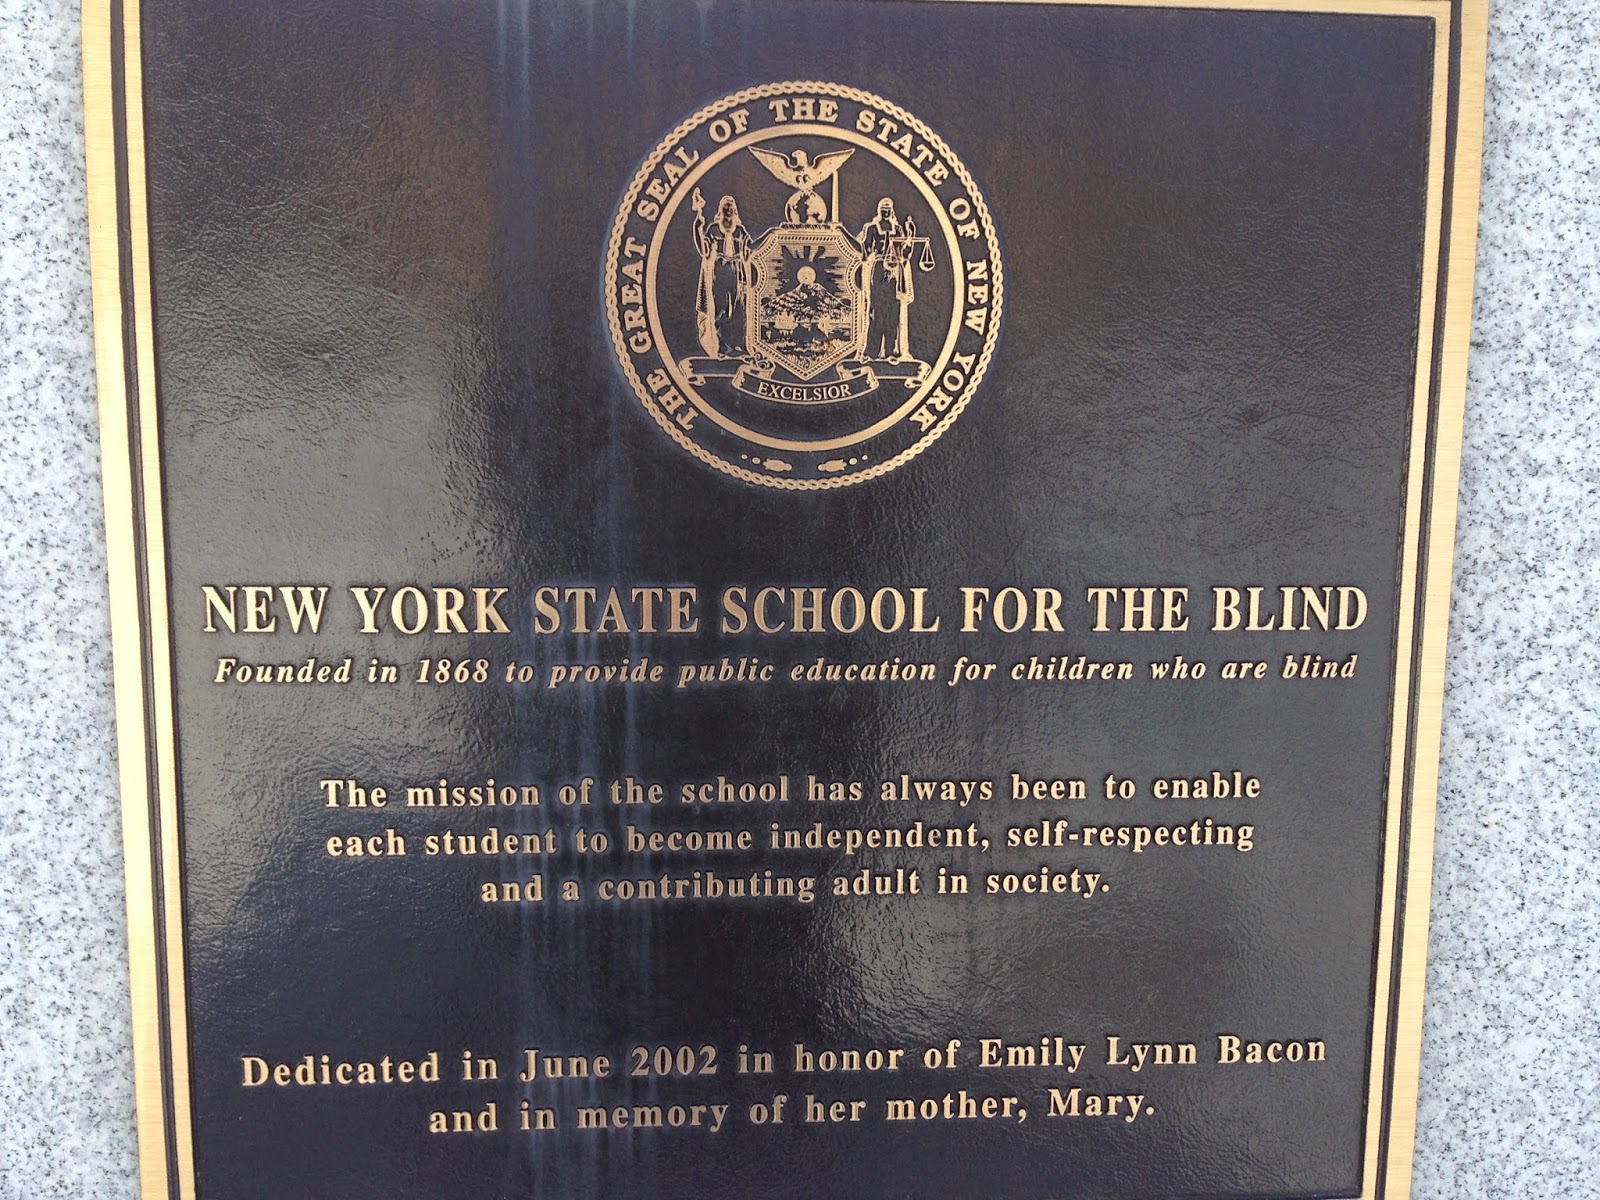 THE GREAT SEAL OF THE STATE OF NEW YORK
EXCELSIOR
NEW YORK STATE SCHOOL FOR THE BLIND
Founded in 1868 to provide public education for children who are blind
The mission of the school has always been to enable
each student to become independent, self-respecting
and a contributing adult in society.
Dedicated in June 2002 in honor of Emily Lynn Bacon
and in memory of her mother, Mary.